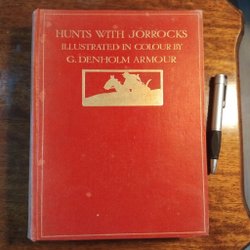 HUNTS WITH JORROCKS
ILLUSTRATED IN COLOUR BY
G. DENHOLM ARMOUR